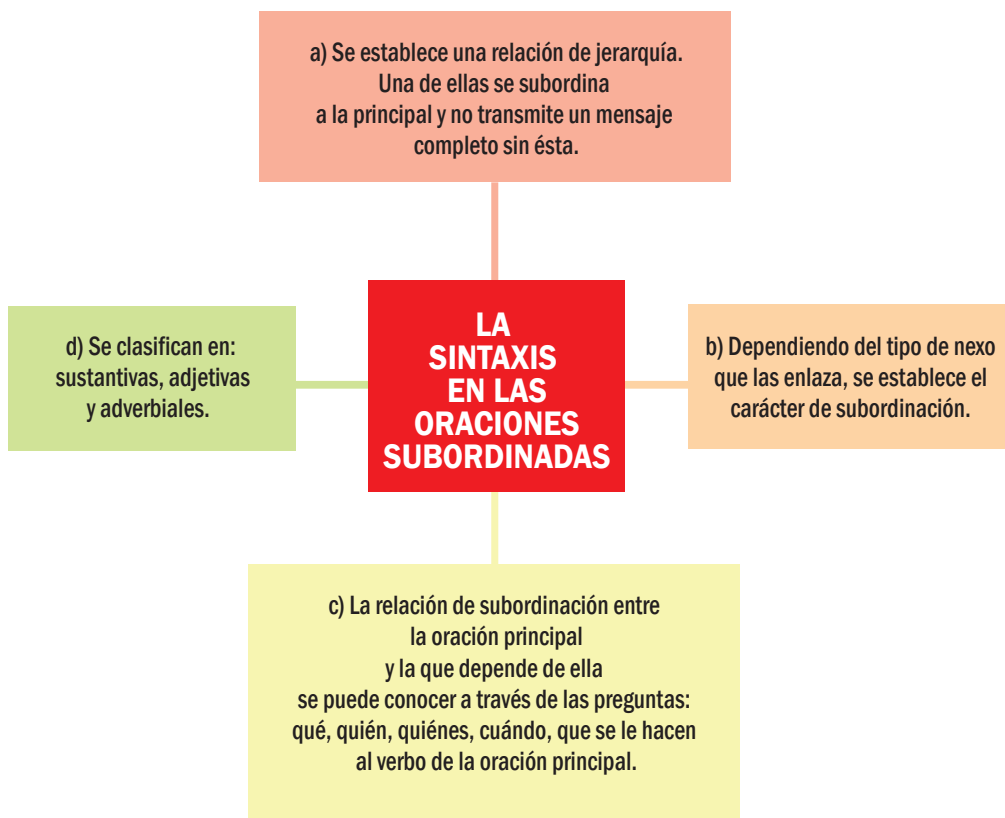 a) Se establece una relación de jerarquía.
Una de ellas se subordina
a la principal y no transmite un mensaje
completo sin ésta.
LA
SINTAXIS
EN LAS
ORACIONES
SUBORDINADAS
d) Se clasifican en:
sustantivas, adjetivas
y adverbiales.
b) Dependiendo del tipo de nexo
que las enlaza, se establece el
carácter de subordinación.
c) La relación de subordinación entre
la oración principal
y la que depende de ella
se puede conocer a través de las preguntas:
qué, quién, quiénes, cuándo, que se le hacen
al verbo de la oración principal.